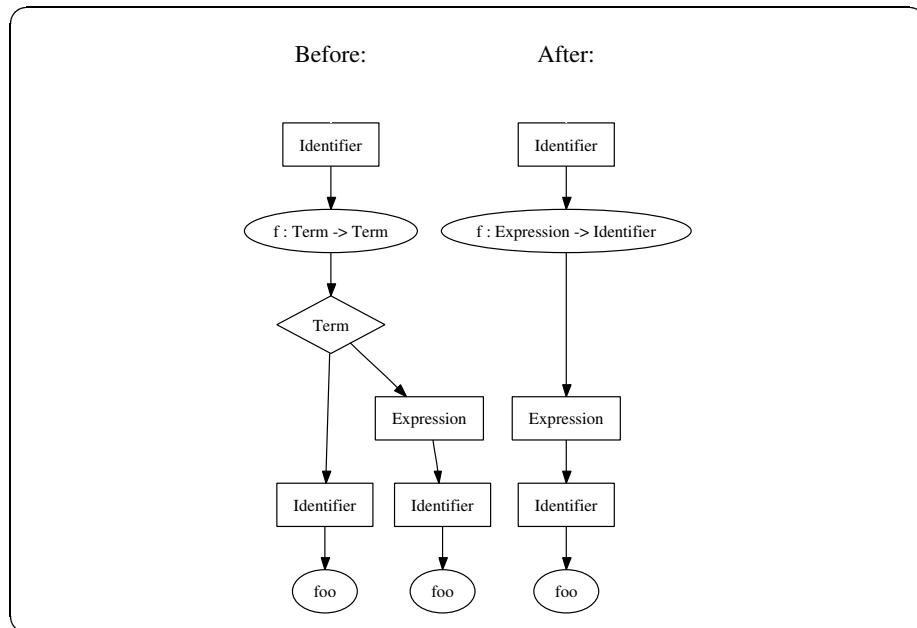 Before:
After:
Identifier
Identifier
f : Term -> Term
f : Expression -> Identifier
Term
Expression
Expression
Identifier
Identifier
Identifier
foo
foo
foo